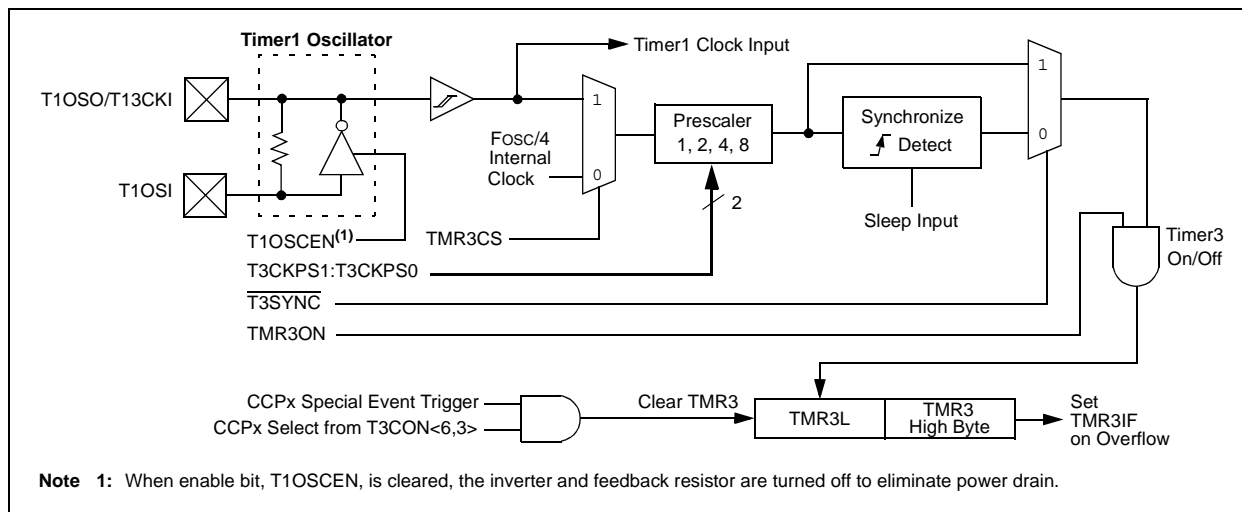 Timer1 Oscillator
Timer1 Clock Input
T1OSO/T13CKI
1
1
Prescaler
1, 2, 4, 8
Synchronize
Detect
FOSC/4
Internal
Clock
0
0
T1OSI
2
Sleep Input
T1OSCEN(1)
TMR3CS
Timer3
On/Off
T3CKPS1:T3CKPS0
T3SYNC
TMR3ON
CCPx Special Event Trigger
CCPx Select from T3CON<6,3>
Clear TMR3
TMR3L
TMR3
High Byte
Set
TMR3IF
on Overflow
Note 1: When enable bit, T1OSCEN, is cleared, the inverter and feedback resistor are turned off to eliminate power drain.